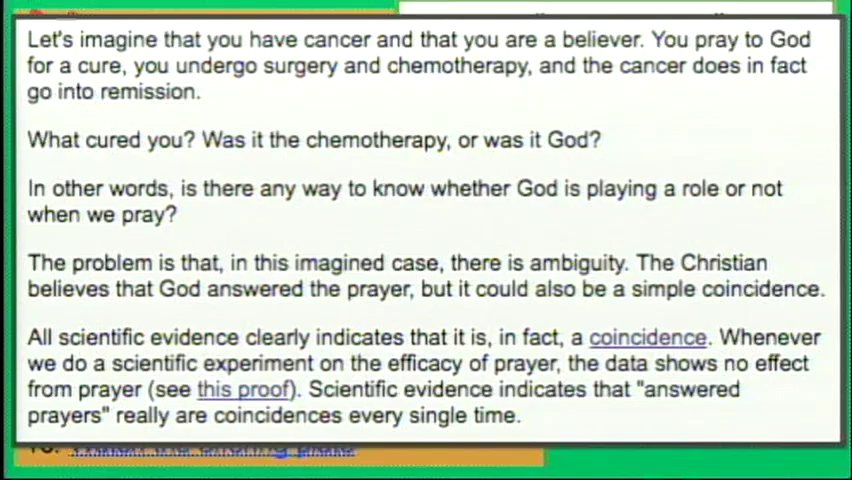 Let's imagine that you have cancer and that you are a believer. You pray to God
for a cure, you undergo surgery and chemotherapy, and the cancer does in fact
go into remission.
What cured you? Was it the chemotherapy, or was it God?
In other words, is there any way to know whether God is playing a role or not
when we pray?
The problem is that, in this imagined case, there is ambiguity. The Christian
believes that God answered the prayer, but it could also be a simple coincidence.
All scientific evidence clearly indicates that it is, in fact, a coincidence. Whenever
we do a scientific experiment on the efficacy of prayer, the data shows no effect
from prayer (see this proof). Scientific evidence indicates that "answered
prayers" really are coincidences every single time.